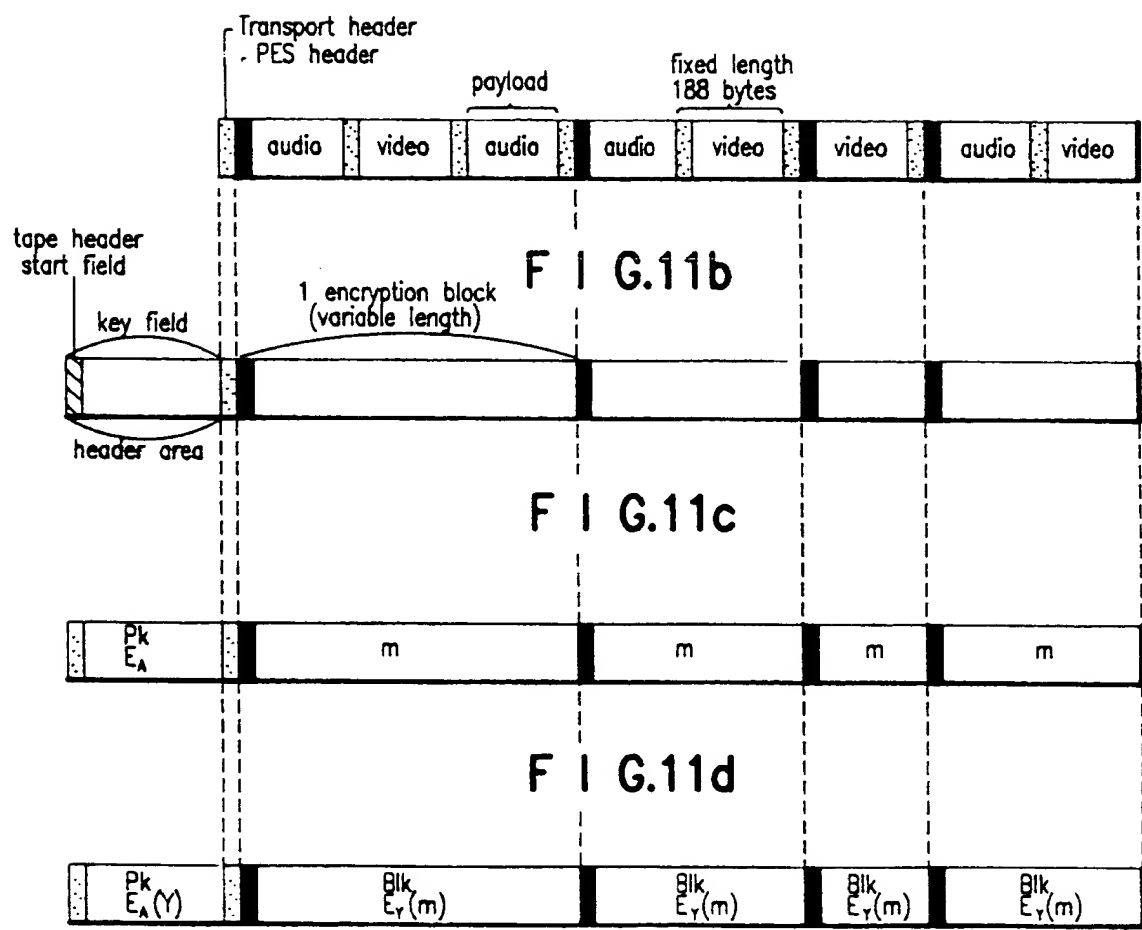 Transport header
PES header
payload
fixed length
188 bytes
audio video audio audio video video audio video
F I G.11b
tape header
start field
key field
1 encryption block
(variable length)
header area
F I G.11c
Pk
E_A
m m m m
F I G.11d
Pk
E_A(Y)
Blk Blk Blk Blk
E_Y(m) E_Y(m) E_Y(m) E_Y(m)